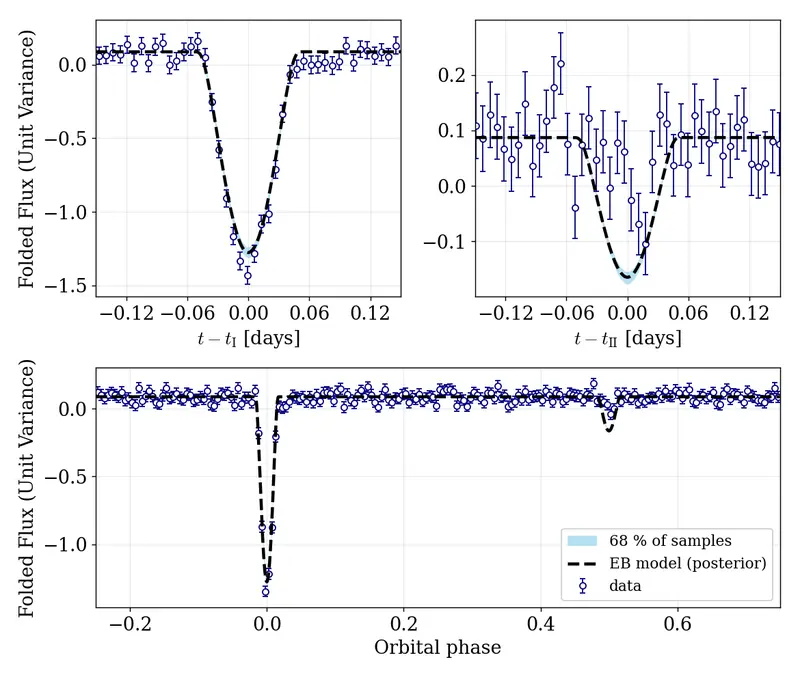 Folded Flux (Unit Variance)
0.0
−0.5
−1.0
−1.5
−0.12 −0.06 0.00 0.06 0.12
t − t_I [days]
0.2
0.1
0.0
−0.1
−0.12 −0.06 0.00 0.06 0.12
t − t_II [days]
Folded Flux (Unit Variance)
0.0
−0.5
−1.0
68 % of samples
EB model (posterior)
data
−0.2 0.0 0.2 0.4 0.6
Orbital phase